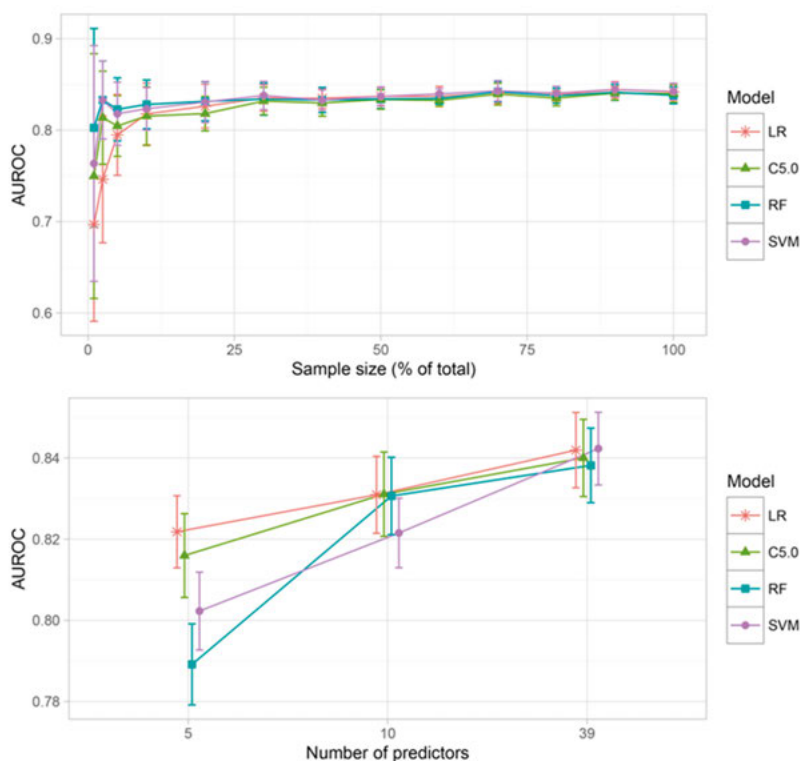 0.9
0.8
0.7
0.6
AUROC
0 25 50 75 100
Sample size (% of total)
Model
LR
C5.0
RF
SVM
0.84
0.82
0.80
0.78
AUROC
5 10 39
Number of predictors
Model
LR
C5.0
RF
SVM